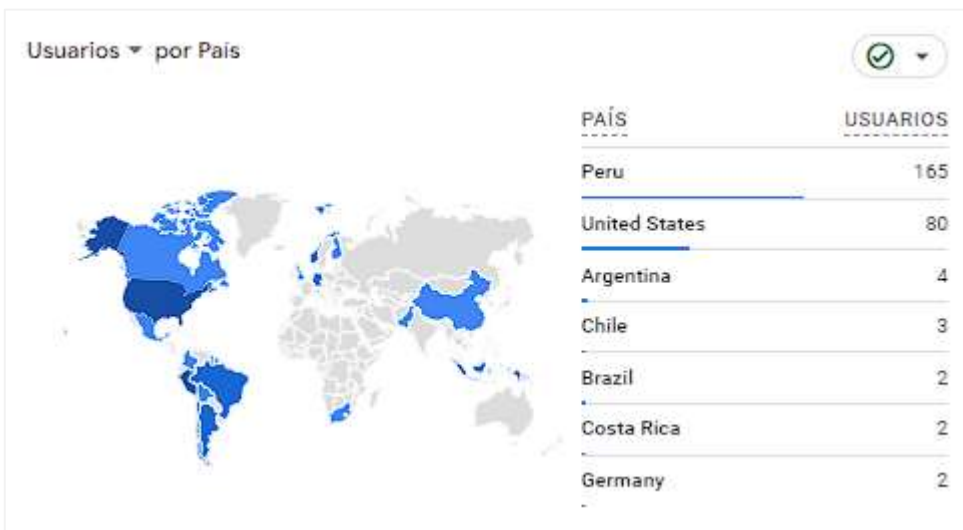 Usuarios por País
PAÍS USUARIOS
Peru 165
United States 80
Argentina 4
Chile 3
Brazil 2
Costa Rica 2
Germany 2